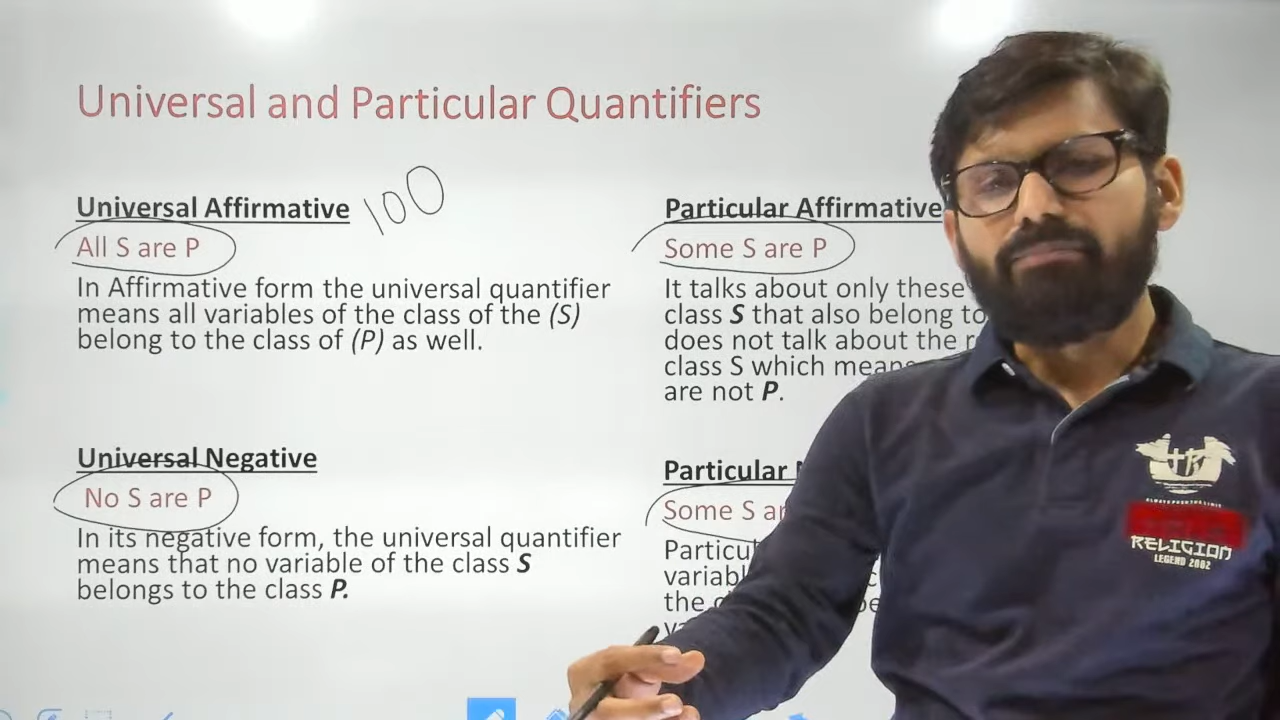 Universal and Particular Quantifiers
Universal Affirmative
100
All S are P
In Affirmative form the universal quantifier
means all variables of the class of the (S)
belong to the class of (P) as well.
Universal Negative
No S are P
In its negative form, the universal quantifier
means that no variable of the class S
belongs to the class P.
Particular Affirmative
Some S are P
It talks about only these
class S that also belong to
does not talk about the
class S which means
are not P.
Particular
Some S
the
RELIGION
LEGEND 2002